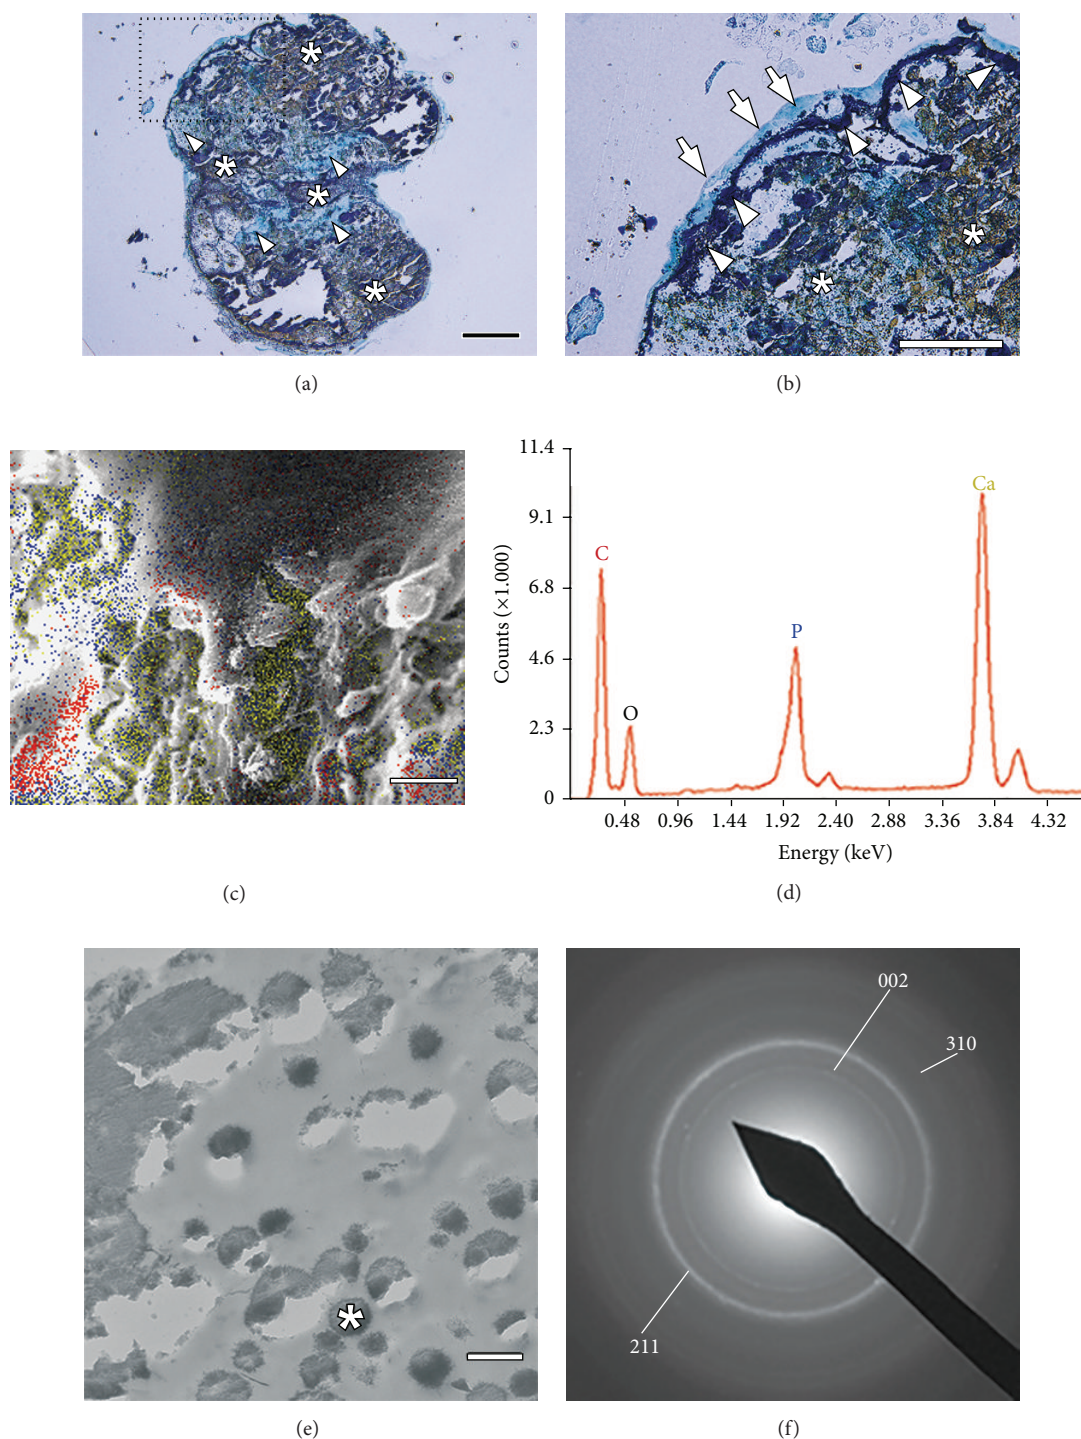 (a)
(b)
11.4
9.1
6.8
4.6
2.3
0
Counts (×1.000)
C
O
P
Ca
0.48 0.96 1.44 1.92 2.40 2.88 3.36 3.84 4.32
Energy (keV)
(c)
(d)
002
310
211
(e)
(f)